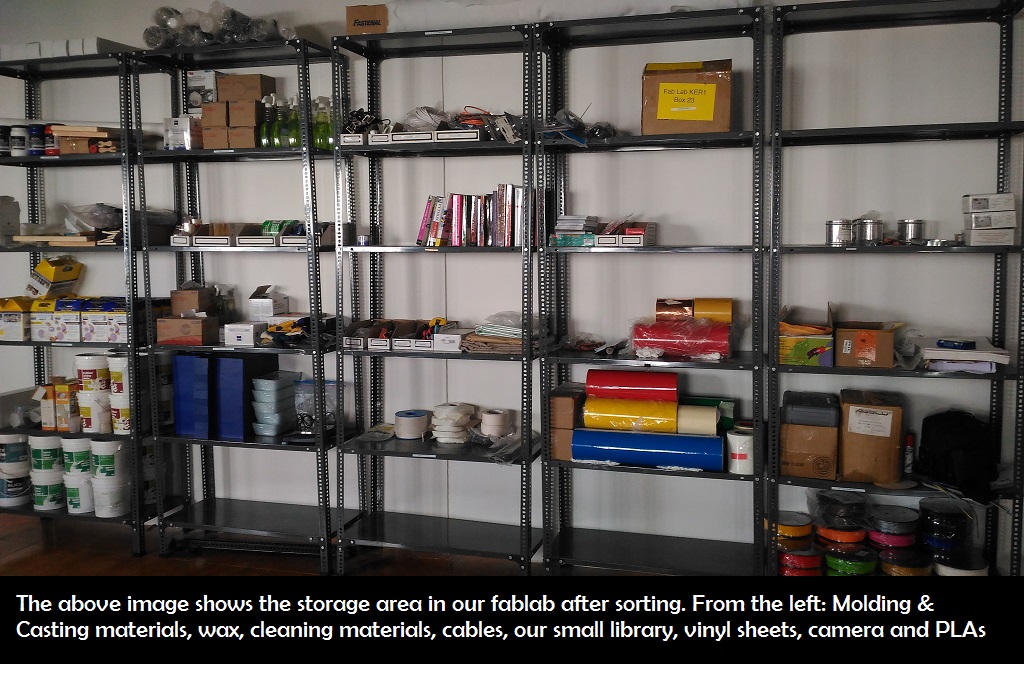 FASTENAL
Fab Lab KER1
Box 23
The above image shows the storage area in our fablab after sorting. From the left: Molding &
Casting materials, wax, cleaning materials, cables, our small library, vinyl sheets, camera and PLAs